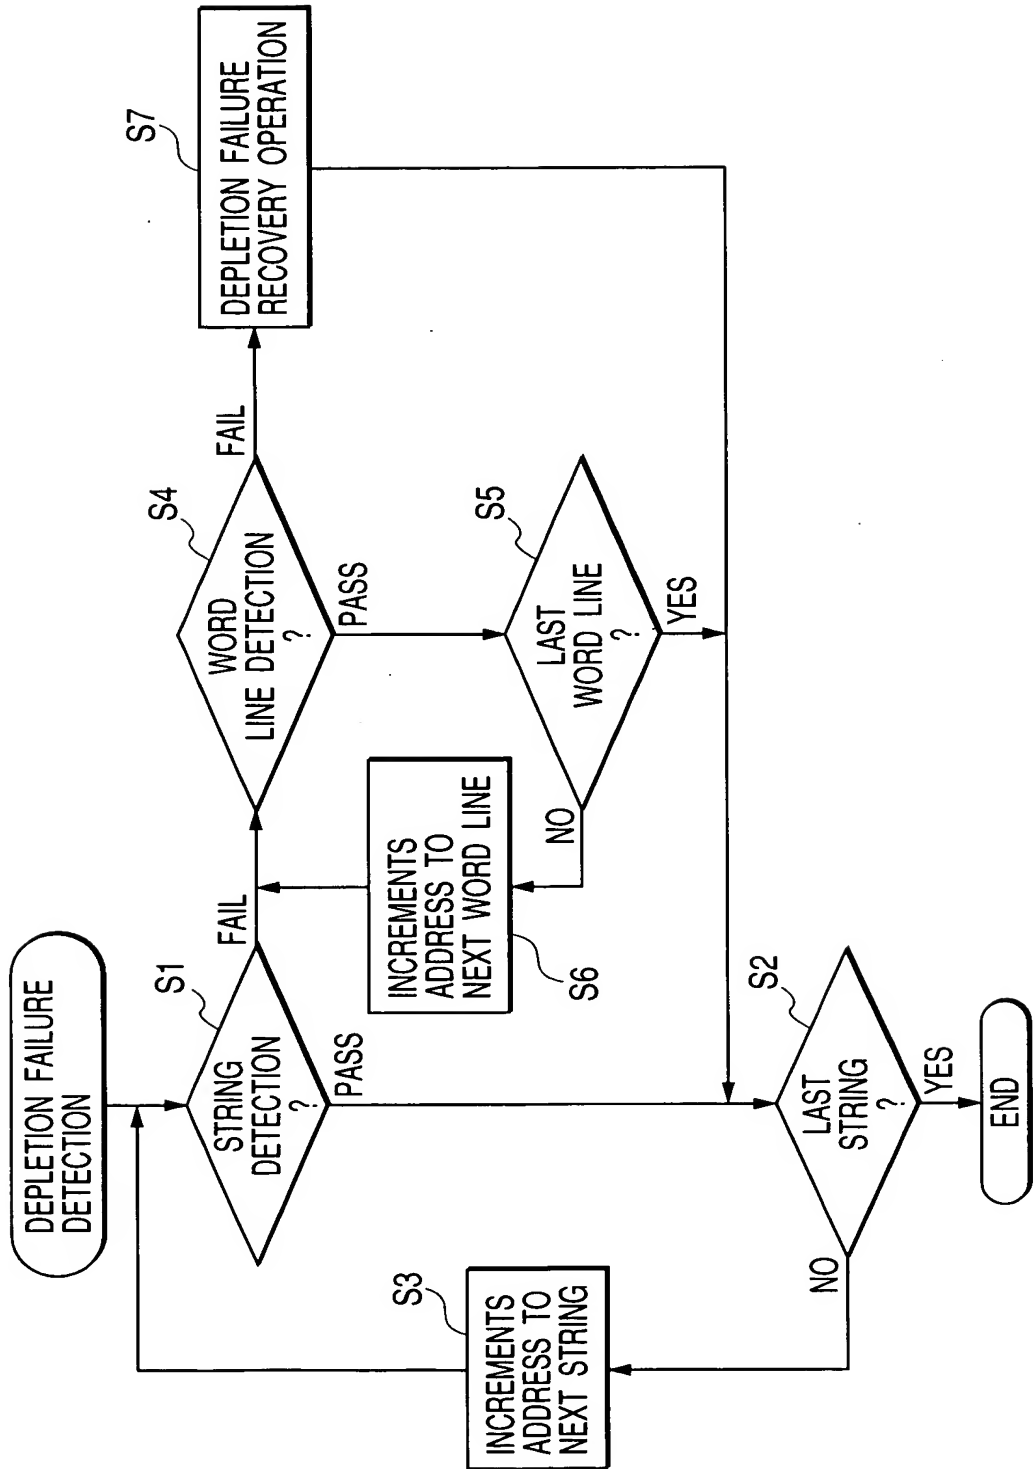 DEPLETION FAILURE
DETECTION
S1
STRING
DETECTION
?
FAIL
PASS
S4
WORD
LINE DETECTION
?
FAIL
PASS
S7
DEPLETION FAILURE
RECOVERY OPERATION
S5
LAST
WORD LINE
?
NO
YES
INCREMENTS
ADDRESS TO
NEXT WORD LINE
S6
S2
LAST
STRING
?
NO
YES
S3
INCREMENTS
ADDRESS TO
NEXT STRING
END